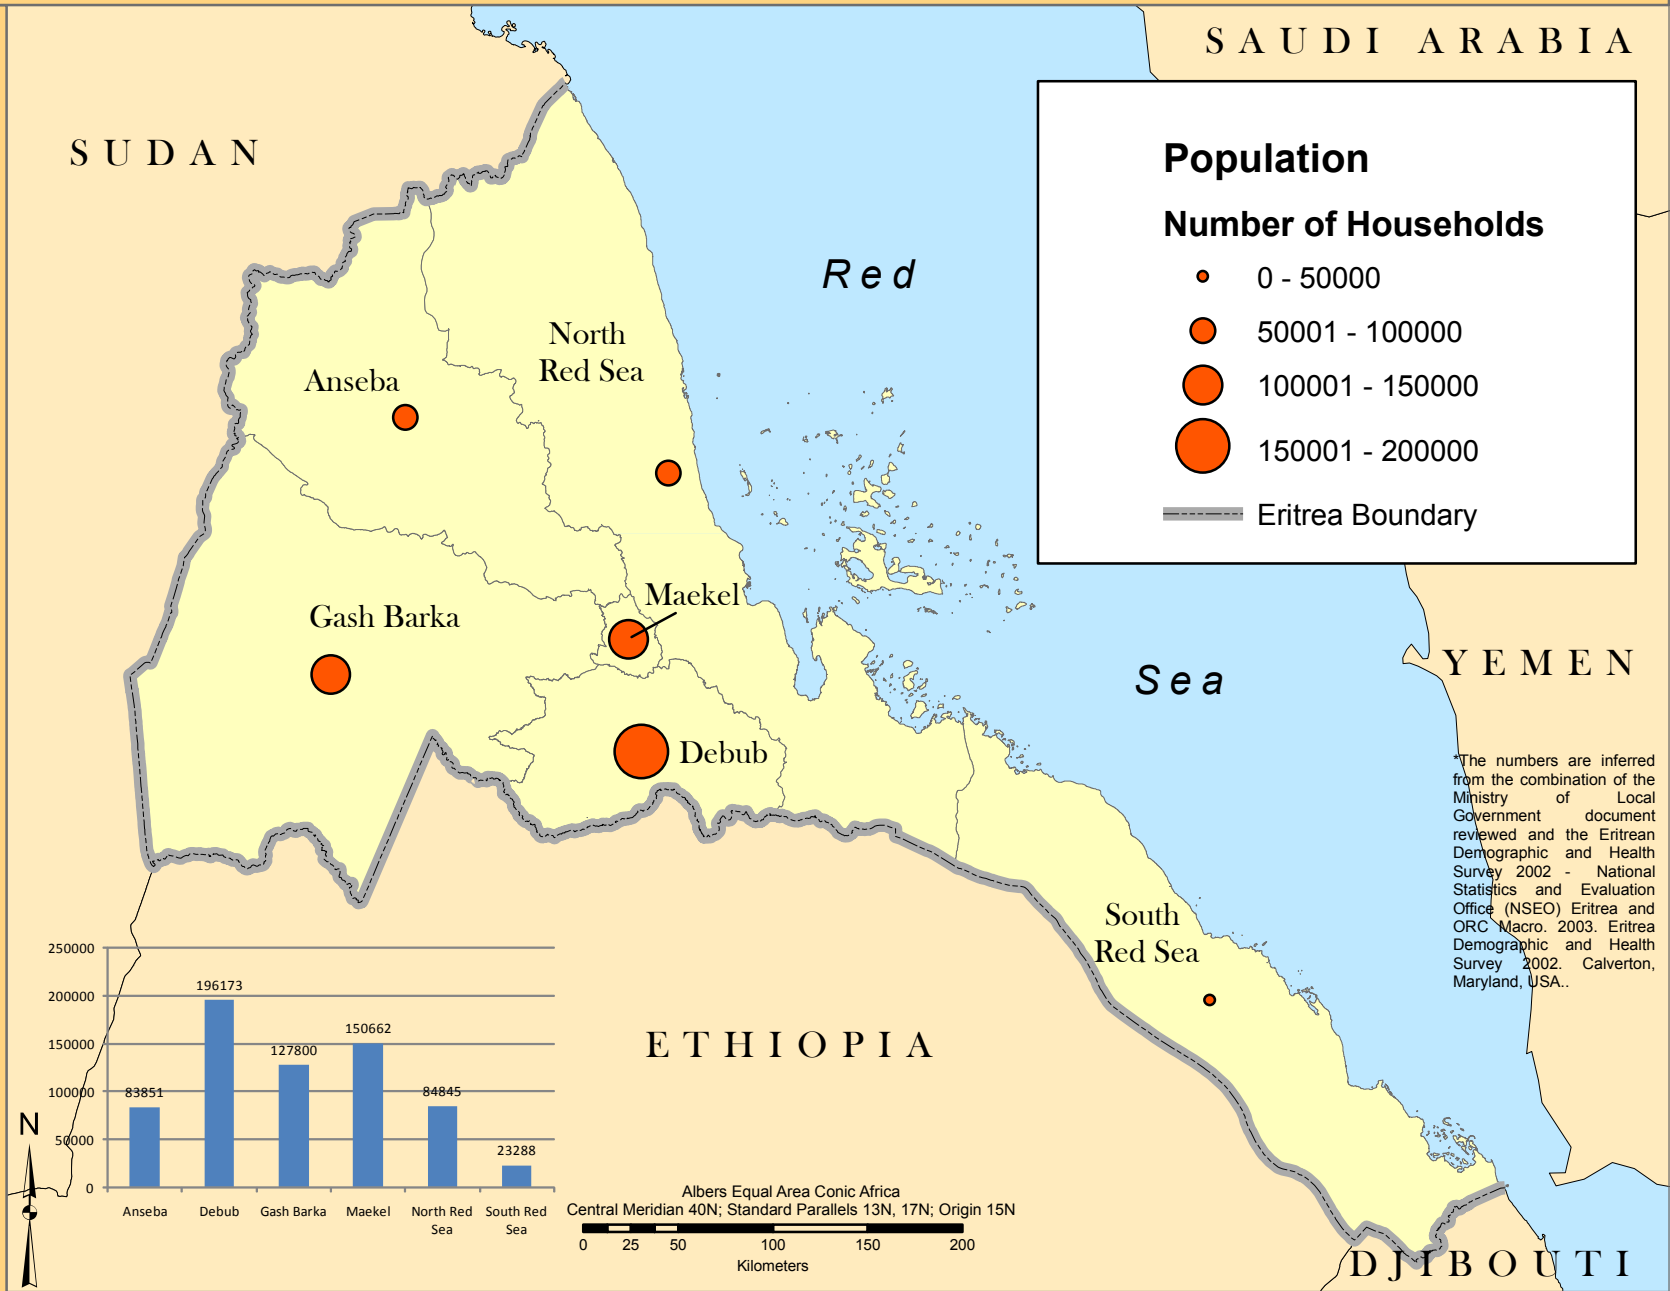 SAUDI ARABIA
SUDAN
Population
Number of Households
0 - 50000
50001 - 100000
100001 - 150000
150001 - 200000
Eritrea Boundary
Red
North
Red Sea
Anseba
Maekel
Gash Barka
Sea
YEMEN
Debub
*The numbers are inferred
from the combination of the
Ministry of Local
Government document
reviewed and the Eritrean
Demographic and Health
Survey 2002 - National
Statistics and Evaluation
Office (NSEO) Eritrea and
ORC Macro. 2003. Eritrea
Demographic and Health
Survey 2002. Calverton,
Maryland, USA..
South
Red Sea
ETHIOPIA
250000
200000
150000
100000
50000
0
83851
196173
127800
150662
84845
23288
Anseba
Debub
Gash Barka
Maekel
North Red
Sea
South Red
Sea
N
Albers Equal Area Conic Africa
Central Meridian 40N; Standard Parallels 13N, 17N; Origin 15N
0 25 50 100 150 200
Kilometers
DJIBOUTI